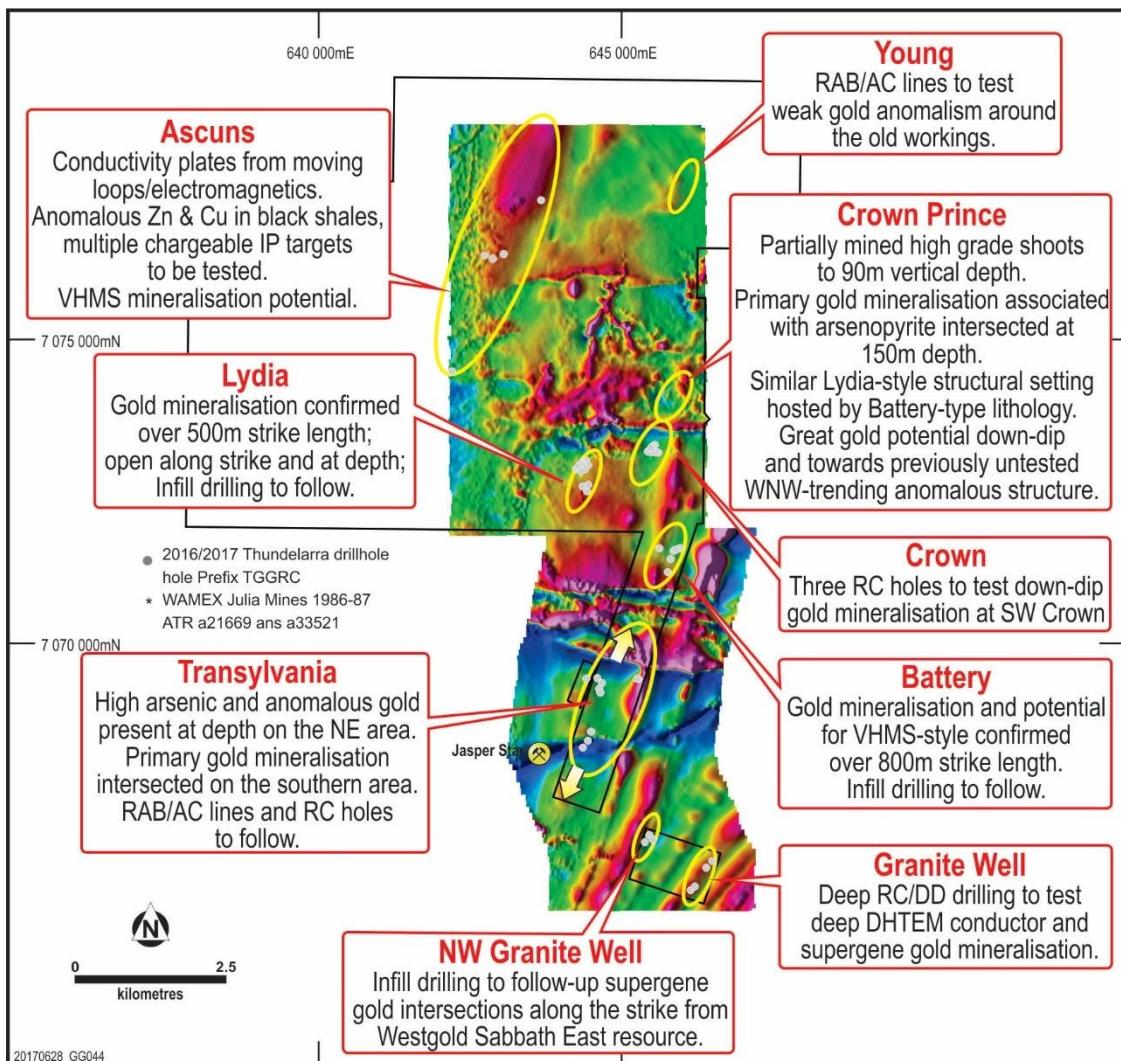 640 000mE
645 000mE
Young
RAB/AC lines to test
weak gold anomalism around
the old workings.
Ascuns
Conductivity plates from moving
loops/electromagnetics.
Anomalous Zn & Cu in black shales,
multiple chargeable IP targets
to be tested.
VHMS mineralisation potential.
Crown Prince
Partially mined high grade shoots
to 90m vertical depth.
Primary gold mineralisation associated
with arsenopyrite intersected at
150m depth.
Similar Lydia-style structural setting
hosted by Battery-type lithology.
Great gold potential down-dip
and towards previously untested
WNW-trending anomalous structure.
7 075 000mN
Lydia
Gold mineralisation confirmed
over 500m strike length;
open along strike and at depth;
Infill drilling to follow.
2016/2017 Thundelarra drillhole
hole Prefix TGGRC
* WAMEX Julia Mines 1986-87
ATR a21669 ans a33521
Crown
Three RC holes to test down-dip
gold mineralisation at SW Crown
7 070 000mN
Transylvania
High arsenic and anomalous gold
present at depth on the NE area.
Primary gold mineralisation
intersected on the southern area.
RAB/AC lines and RC holes
to follow.
Jasper Star
Battery
Gold mineralisation and potential
for VHMS-style confirmed
over 800m strike length.
Infill drilling to follow.
Granite Well
Deep RC/DD drilling to test
deep DHTEM conductor and
supergene gold mineralisation.
NW Granite Well
Infill drilling to follow-up supergene
gold intersections along the strike from
Westgold Sabbath East resource.
N
0 2.5
kilometres
20170628_GG044